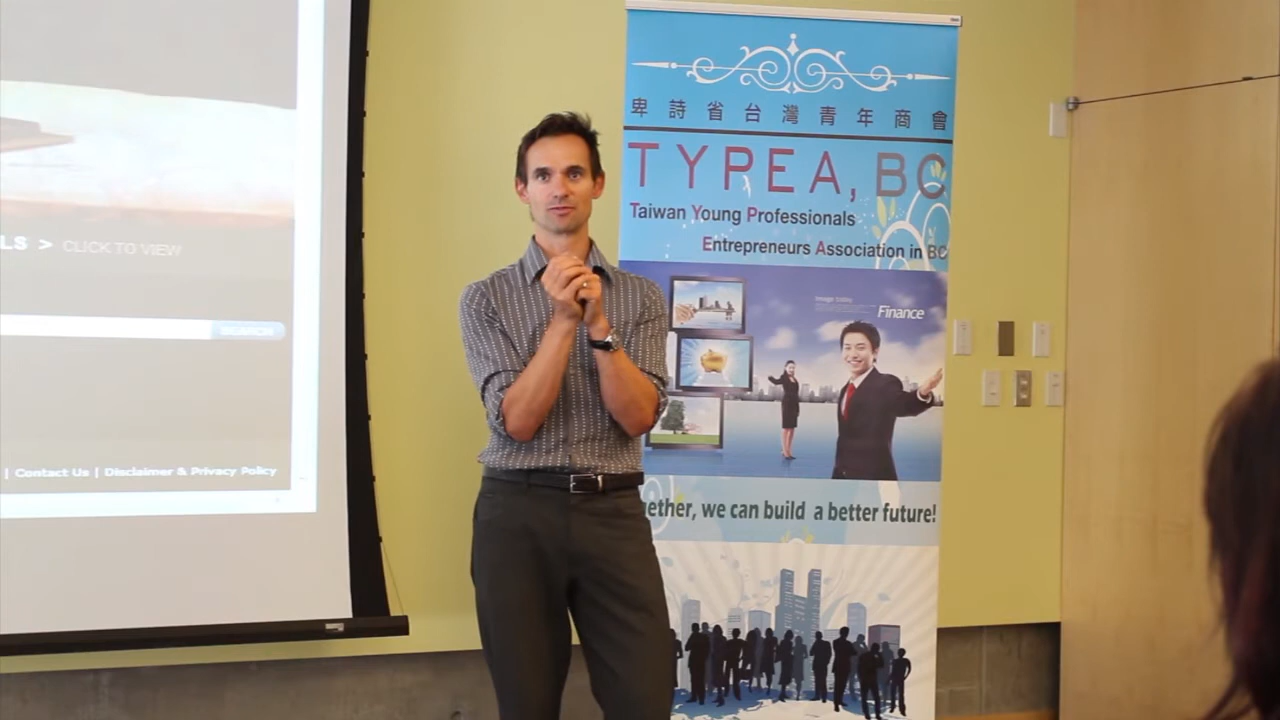 LS > CLICK TO VIEW
SEARCH
| Contact Us | Disclaimer & Privacy Policy
卑詩省台灣青年商會
TYPEA, BC
Taiwan Young Professionals
Entrepreneurs Association in BC
Finance
gether, we can build a better future!